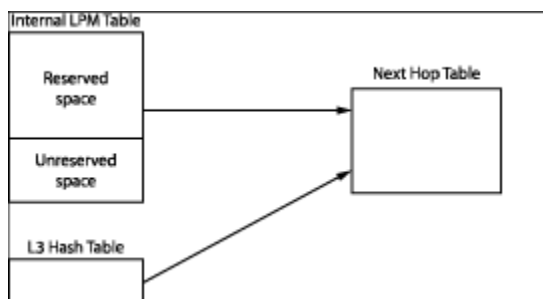 Internal LPM Table
Reserved
space
Next Hop Table
Unreserved
space
L3 Hash Table